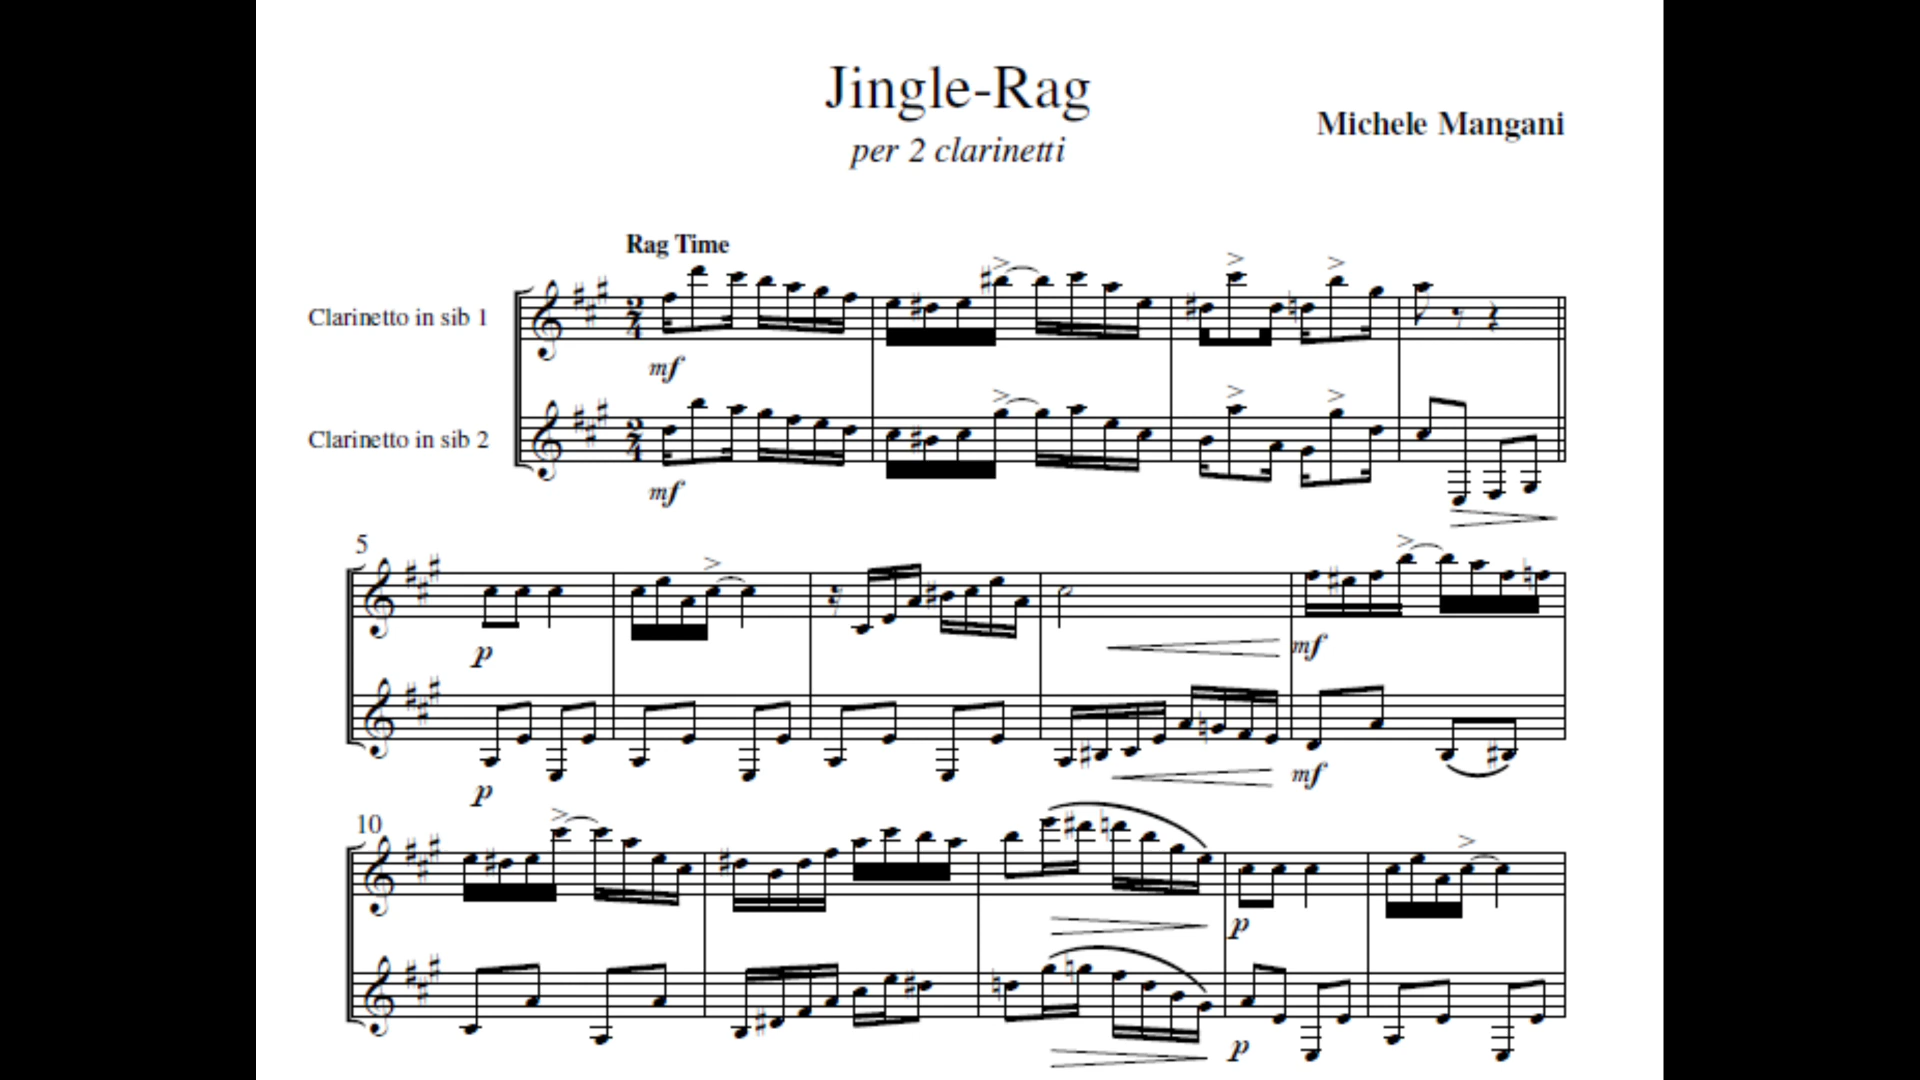 Jingle-Rag
Michele Mangani
per 2 clarinetti
Rag Time
Clarinetto in sib 1
mf
Clarinetto in sib 2
mf
5
p
mf
p
mf
10
p
p